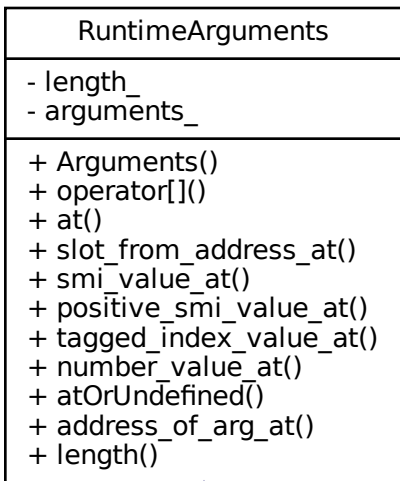 RuntimeArguments
- length_
- arguments_
+ Arguments()
+ operator[]()
+ at()
+ slot_from_address_at()
+ smi_value_at()
+ positive_smi_value_at()
+ tagged_index_value_at()
+ number_value_at()
+ atOrUndefined()
+ address_of_arg_at()
+ length()